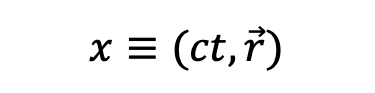 x ≡ (ct, r⃗)